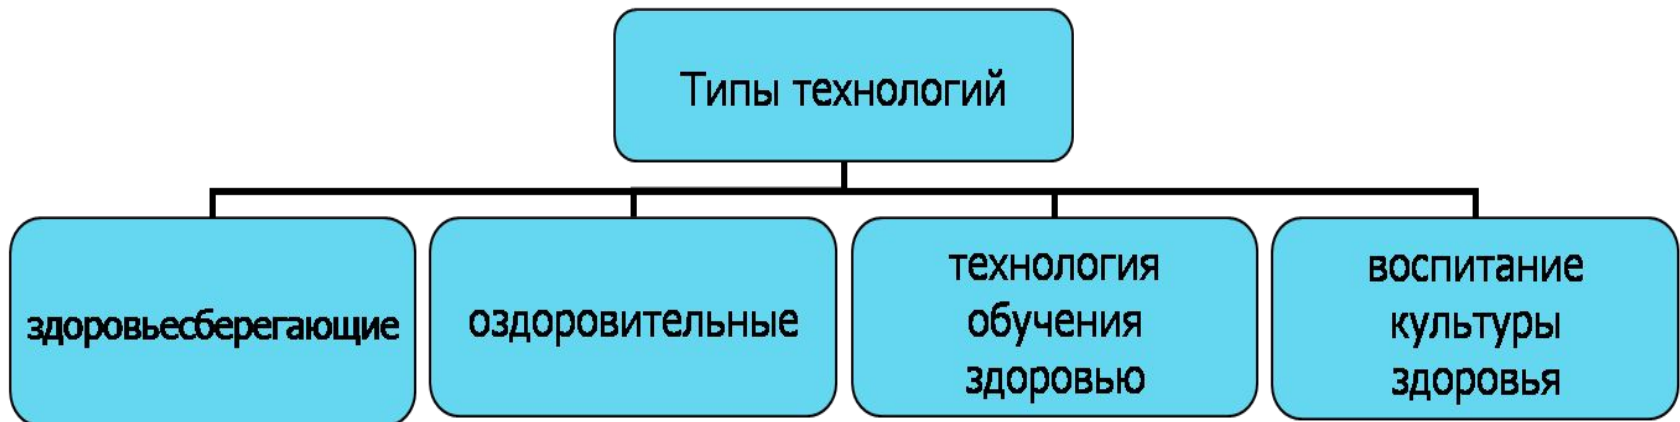 Типы технологий
здоровьесберегающие
оздоровительные
технология
обучения
здоровью
воспитание
культуры
здоровья